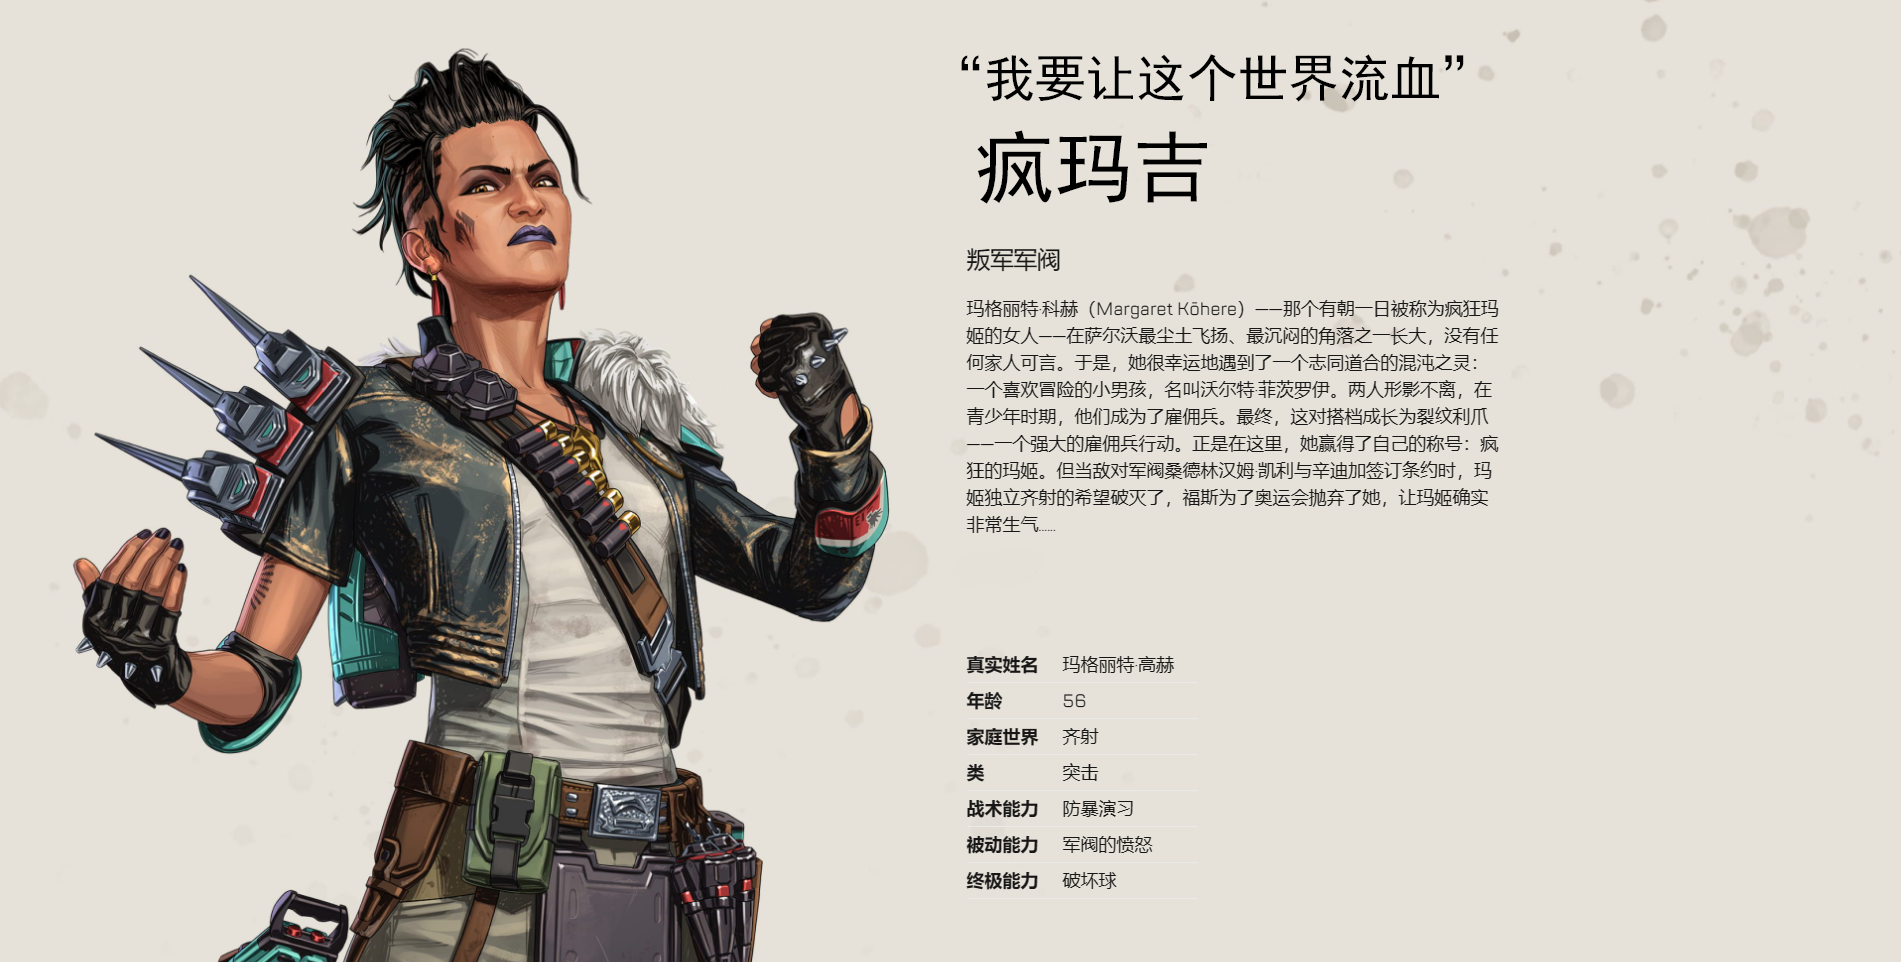 “我要让这个世界流血”
疯玛吉
叛军军阀
玛格丽特·科赫（Margaret Kōhere）——那个有朝一日被称为疯狂玛
姬的女人——在萨尔沃最尘土飞扬、最沉闷的角落之一长大，没有任
何家人可言。于是，她很幸运地遇到了一个志同道合的混沌之灵：
一个喜欢冒险的小男孩，名叫沃尔特·菲茨罗伊。两人形影不离，在
青少年时期，他们成为了雇佣兵。最终，这对搭档成长为裂纹利爪
——一个强大的雇佣兵行动。正是在这里，她赢得了自己的称号：疯
狂的玛姬。但当敌对军阀桑德林汉姆·凯利与辛迪加签订条约时，玛
姬独立齐射的希望破灭了，福斯为了奥运会抛弃了她，让玛姬确实
非常生气……
真实姓名 玛格丽特·高赫
年龄 56
家庭世界 齐射
类 突击
战术能力 防暴演习
被动能力 军阀的愤怒
终极能力 破坏球